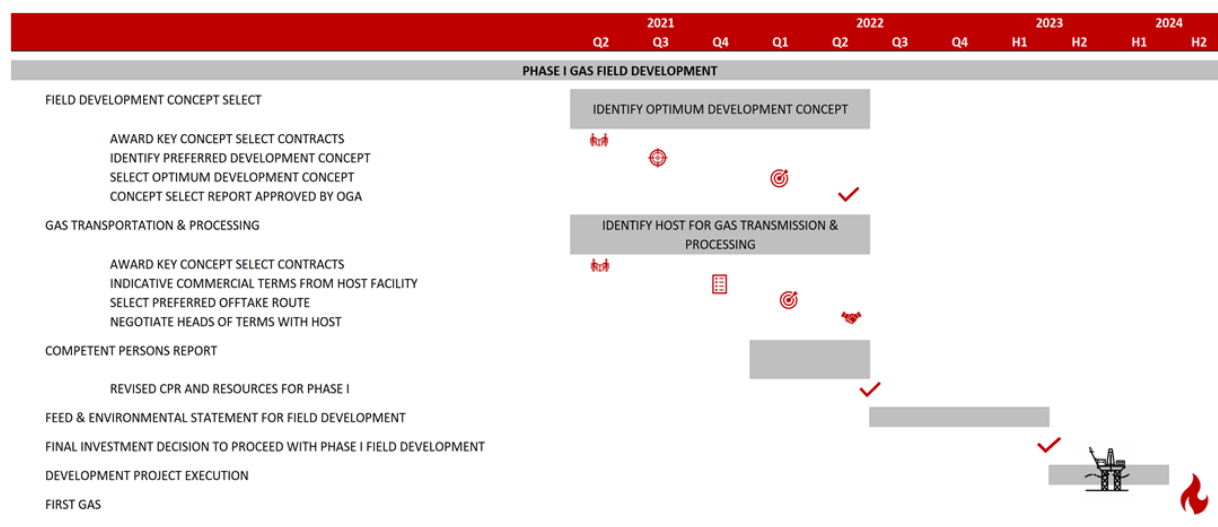 2021 2022 2023 2024
Q2 Q3 Q4 Q1 Q2 Q3 Q4 H1 H2 H1 H2
PHASE I GAS FIELD DEVELOPMENT
FIELD DEVELOPMENT CONCEPT SELECT
IDENTIFY OPTIMUM DEVELOPMENT CONCEPT
AWARD KEY CONCEPT SELECT CONTRACTS
IDENTIFY PREFERRED DEVELOPMENT CONCEPT
SELECT OPTIMUM DEVELOPMENT CONCEPT
CONCEPT SELECT REPORT APPROVED BY OGA
GAS TRANSPORTATION & PROCESSING
IDENTIFY HOST FOR GAS TRANSMISSION &
PROCESSING
AWARD KEY CONCEPT SELECT CONTRACTS
INDICATIVE COMMERCIAL TERMS FROM HOST FACILITY
SELECT PREFERRED OFFTAKE ROUTE
NEGOTIATE HEADS OF TERMS WITH HOST
COMPETENT PERSONS REPORT
REVISED CPR AND RESOURCES FOR PHASE I
FEED & ENVIRONMENTAL STATEMENT FOR FIELD DEVELOPMENT
FINAL INVESTMENT DECISION TO PROCEED WITH PHASE I FIELD DEVELOPMENT
DEVELOPMENT PROJECT EXECUTION
FIRST GAS